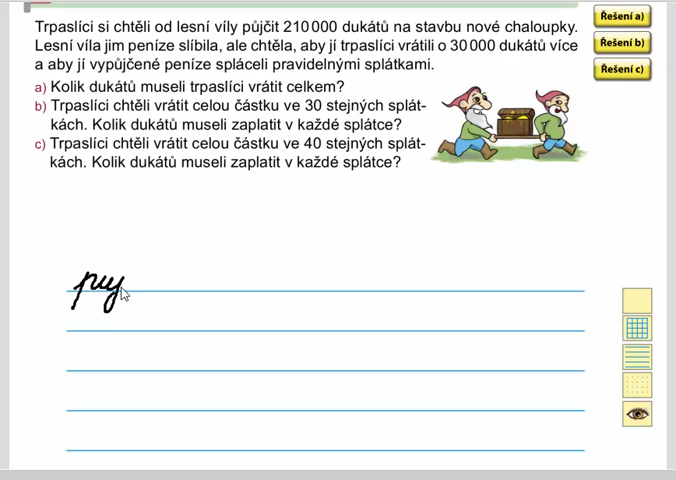 Trpaslíci si chtěli od lesní víly půjčit 210 000 dukátů na stavbu nové chaloupky.
Lesní víla jim peníze slíbila, ale chtěla, aby jí trpaslíci vrátili o 30 000 dukátů více
a aby jí vypůjčené peníze spláceli pravidelnými splátkami.
a) Kolik dukátů museli trpaslíci vrátit celkem?
b) Trpaslíci chtěli vrátit celou částku ve 30 stejných splát-
kách. Kolik dukátů museli zaplatit v každé splátce?
c) Trpaslíci chtěli vrátit celou částku ve 40 stejných splát-
kách. Kolik dukátů museli zaplatit v každé splátce?
Řešení a)
Řešení b)
Řešení c)
puj